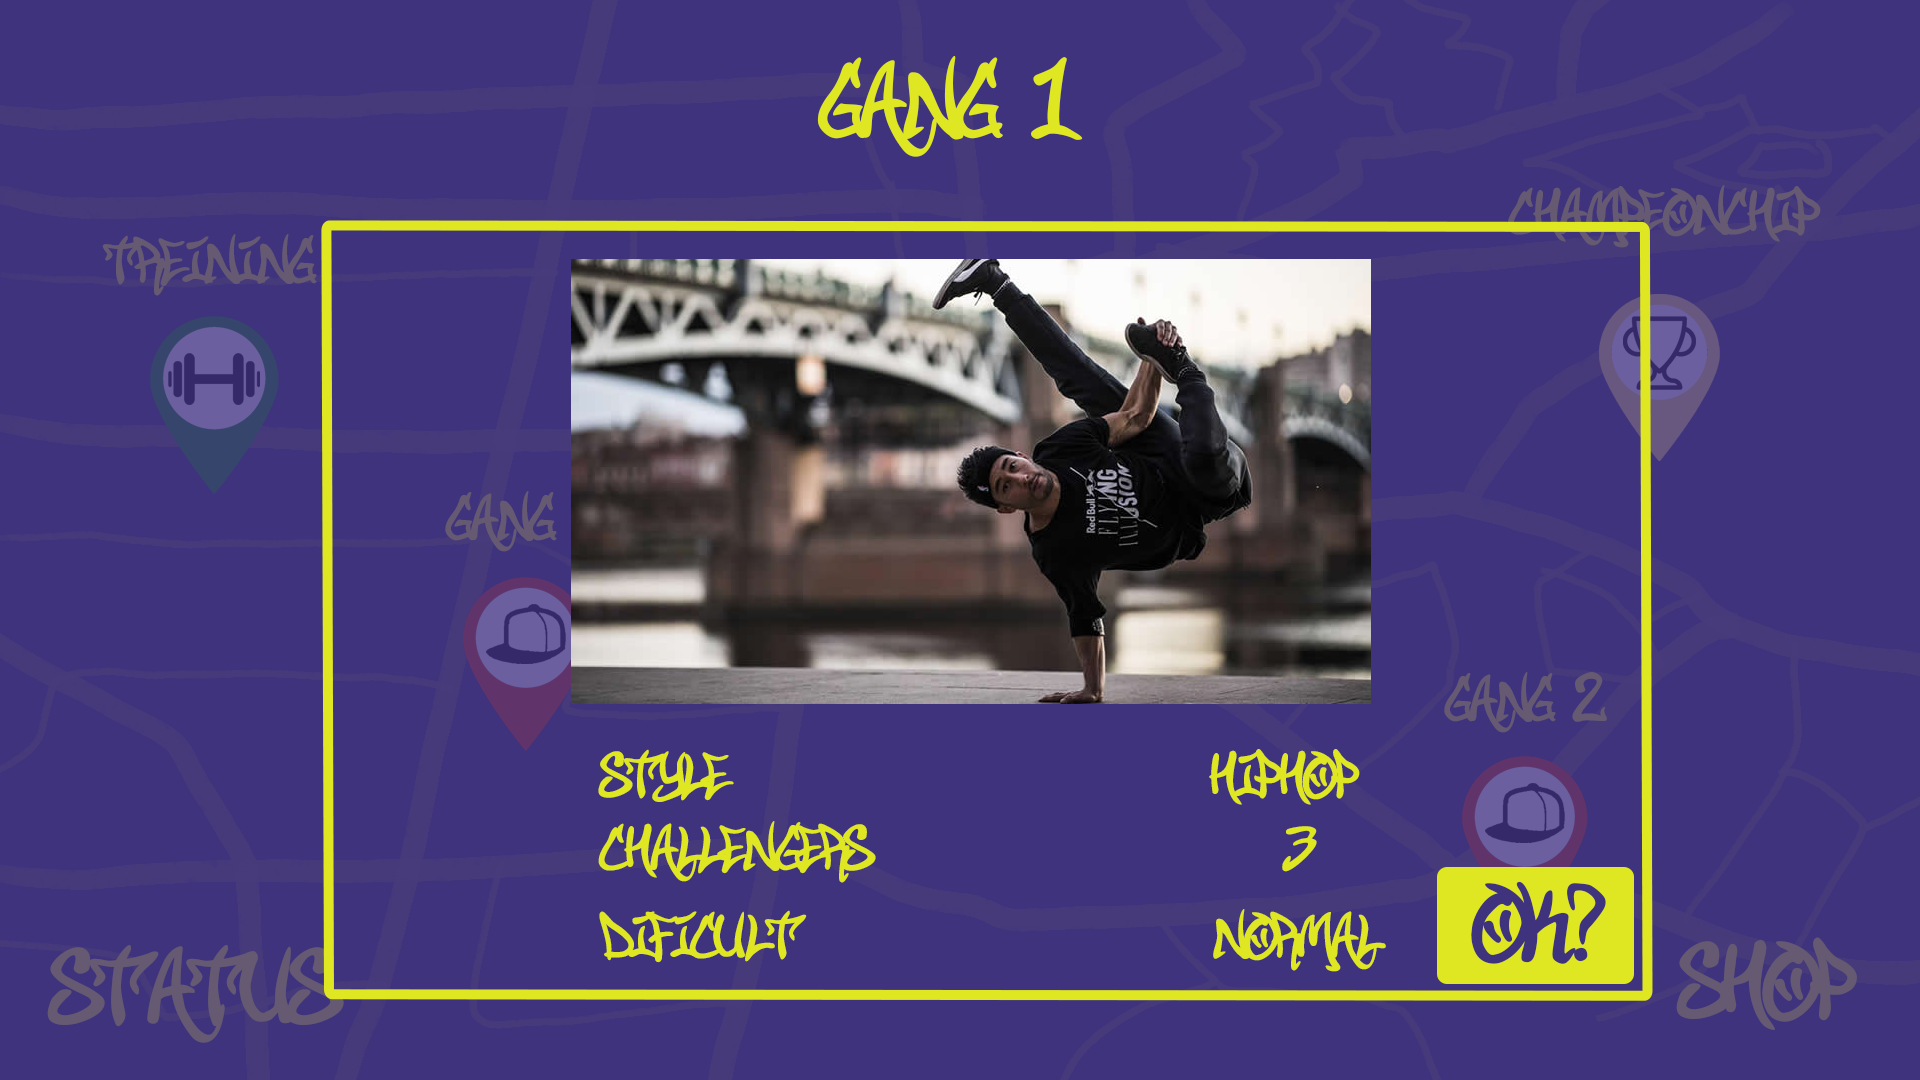 GANG 1
CHAMPEONCHIP
TREINING
GANG
Red Bull
FLYING
ILLUSION
GANG 2
STYLE HIPHOP
CHALLENGERS 3
DIFICULT NORMAL
OK?
STATUS
SHOP